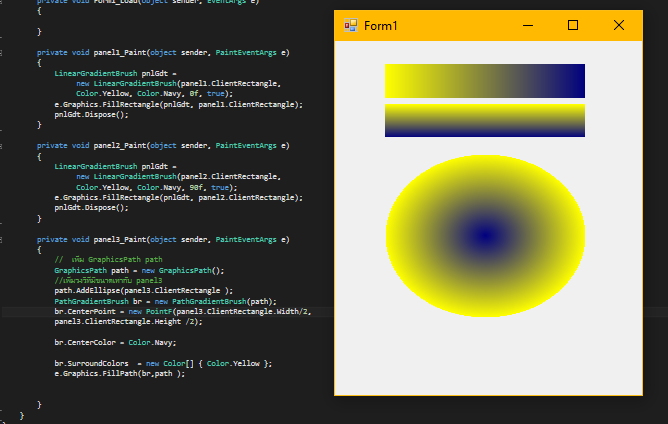 private void Form1_Load(object sender, EventArgs e)
{
}
private void panel1_Paint(object sender, PaintEventArgs e)
{
LinearGradientBrush pnlGdt =
new LinearGradientBrush(panel1.ClientRectangle,
Color.Yellow, Color.Navy, 0f, true);
e.Graphics.FillRectangle(pnlGdt, panel1.ClientRectangle);
pnlGdt.Dispose();
}
private void panel2_Paint(object sender, PaintEventArgs e)
{
LinearGradientBrush pnlGdt =
new LinearGradientBrush(panel2.ClientRectangle,
Color.Yellow, Color.Navy, 90f, true);
e.Graphics.FillRectangle(pnlGdt, panel2.ClientRectangle);
pnlGdt.Dispose();
}
private void panel3_Paint(object sender, PaintEventArgs e)
{
// เพิ่ม GraphicsPath path
GraphicsPath path = new GraphicsPath();
//เพิ่มวงรีที่มีขนาดเท่ากับ panel3
path.AddEllipse(panel3.ClientRectangle );
PathGradientBrush br = new PathGradientBrush(path);
br.CenterPoint = new PointF(panel3.ClientRectangle.Width/2,
panel3.ClientRectangle.Height /2);
br.CenterColor = Color.Navy;
br.SurroundColors  = new Color[] { Color.Yellow };
e.Graphics.FillPath(br,path );
}
}
Form1